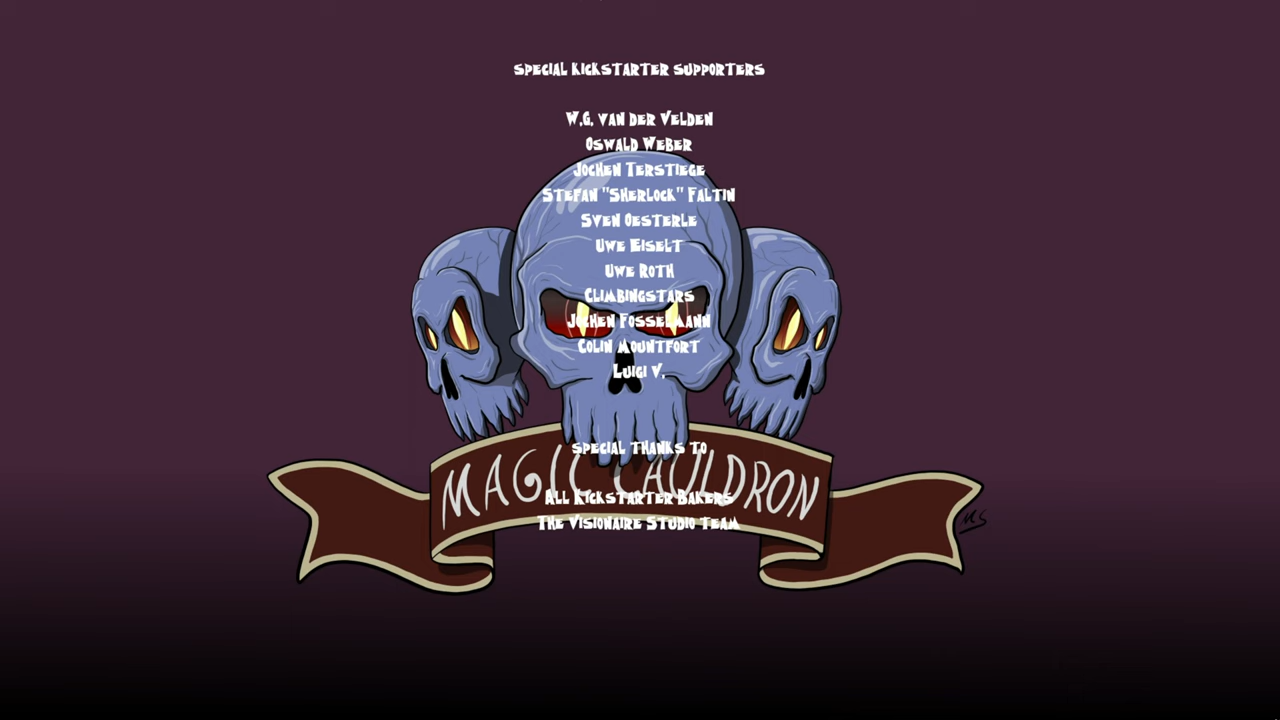 Special Kickstarter Supporters
W.G. van der Velden
Oswald Weber
Jochen Terstiege
Stefan "Sherlock" Faltin
Sven Oesterle
Uwe Eiselt
Uwe Roth
Climbingstars
Jochen Fossemann
Colin Mountfort
Luigi V.
Special Thanks to
MAGIC CAULDRON
All Kickstarter Bakers
The Visionaire Studio Team
MS